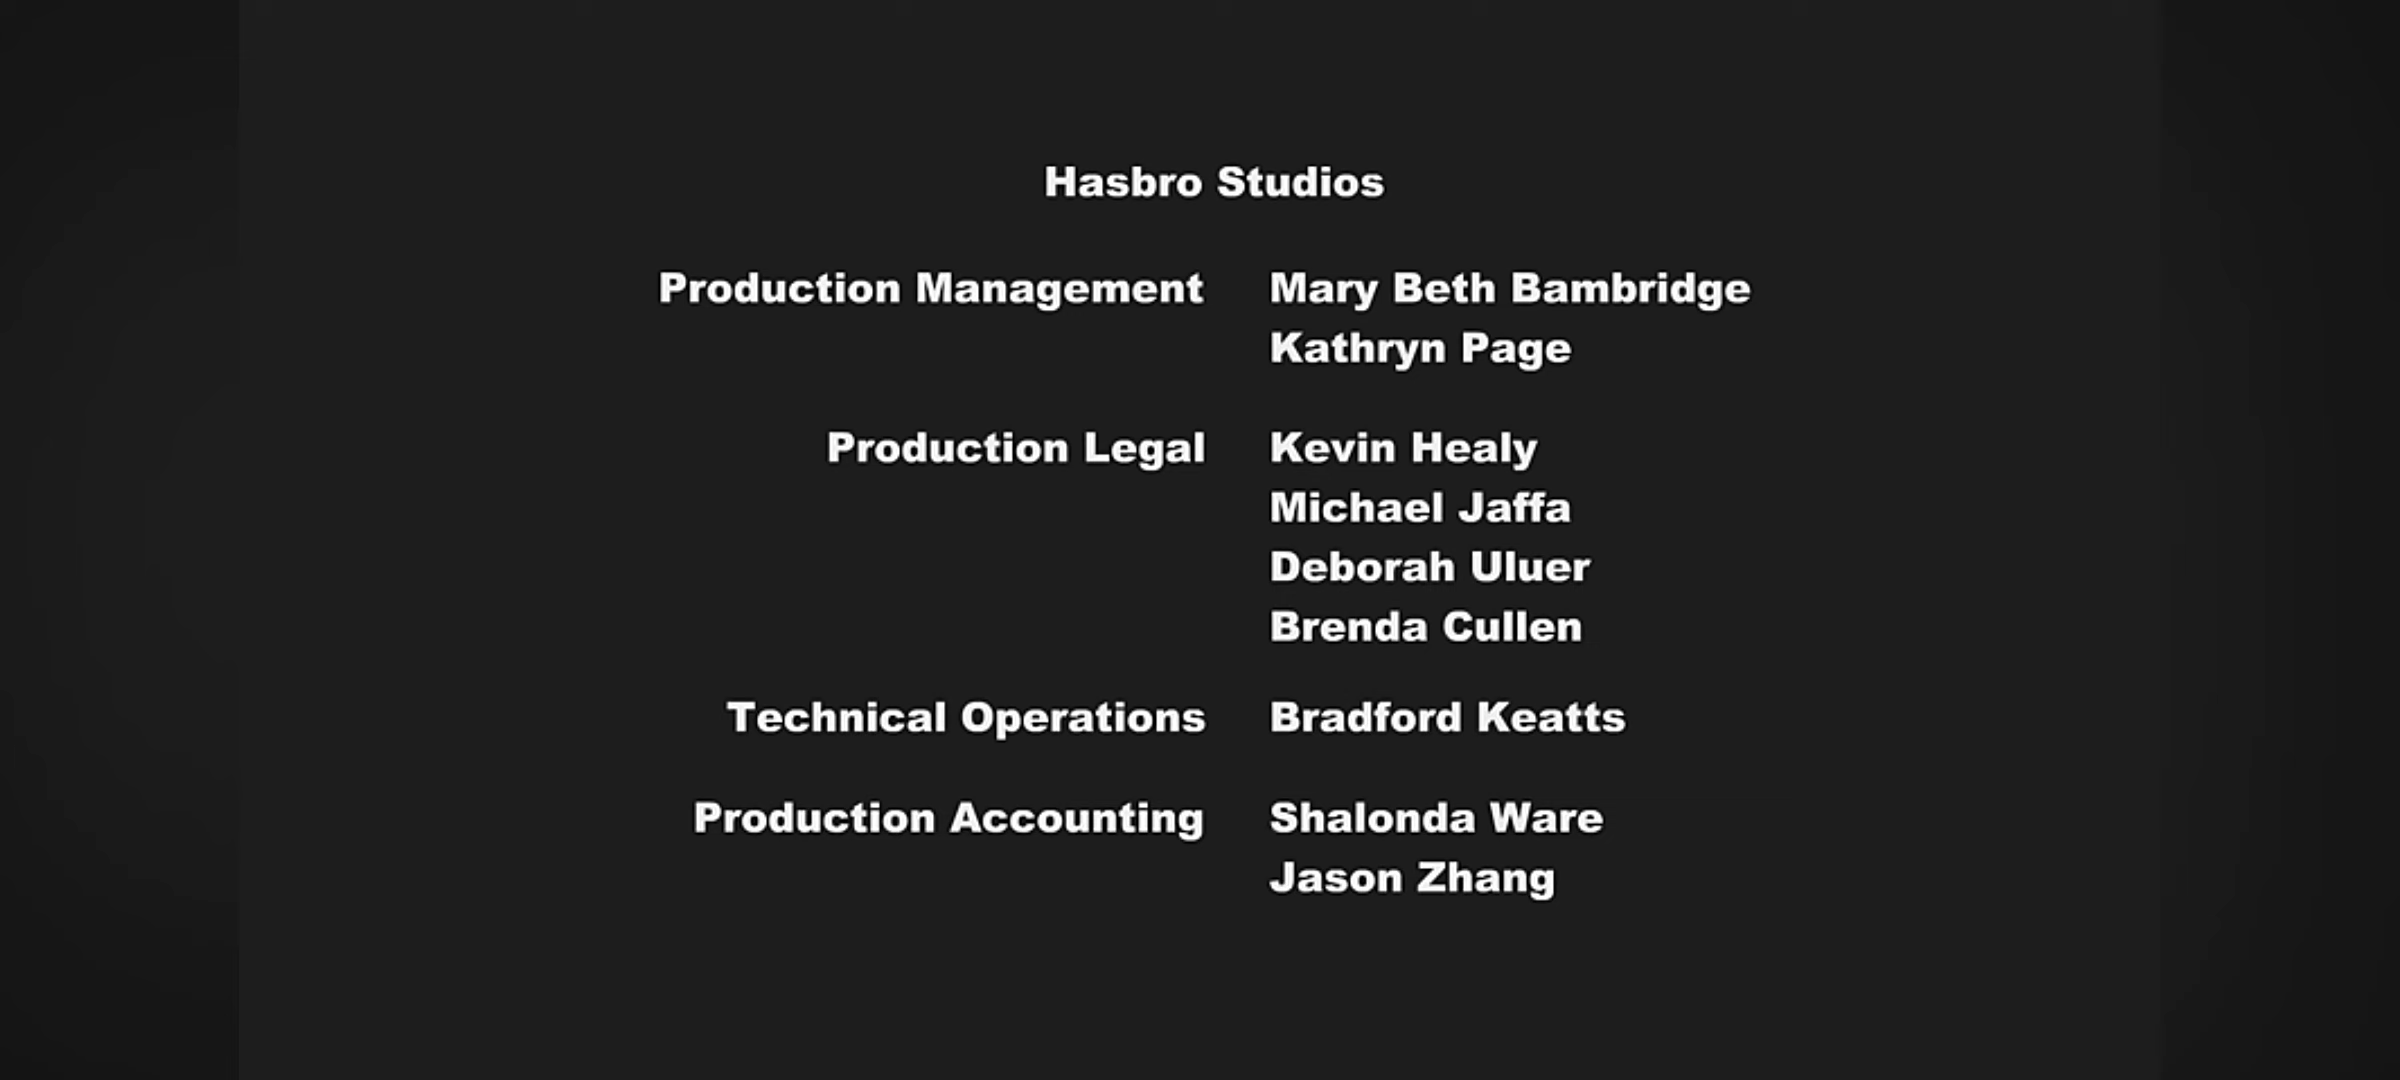 Hasbro Studios
Production Management Mary Beth Bambridge
Kathryn Page
Production Legal Kevin Healy
Michael Jaffa
Deborah Uluer
Brenda Cullen
Technical Operations Bradford Keatts
Production Accounting Shalonda Ware
Jason Zhang